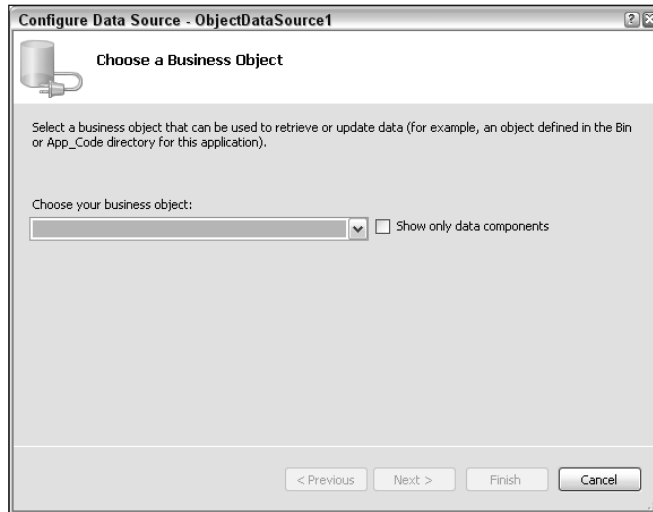 Configure Data Source - ObjectDataSource1
Choose a Business Object
Select a business object that can be used to retrieve or update data (for example, an object defined in the Bin
or App_Code directory for this application).
Choose your business object:
Show only data components
< Previous
Next >
Finish
Cancel